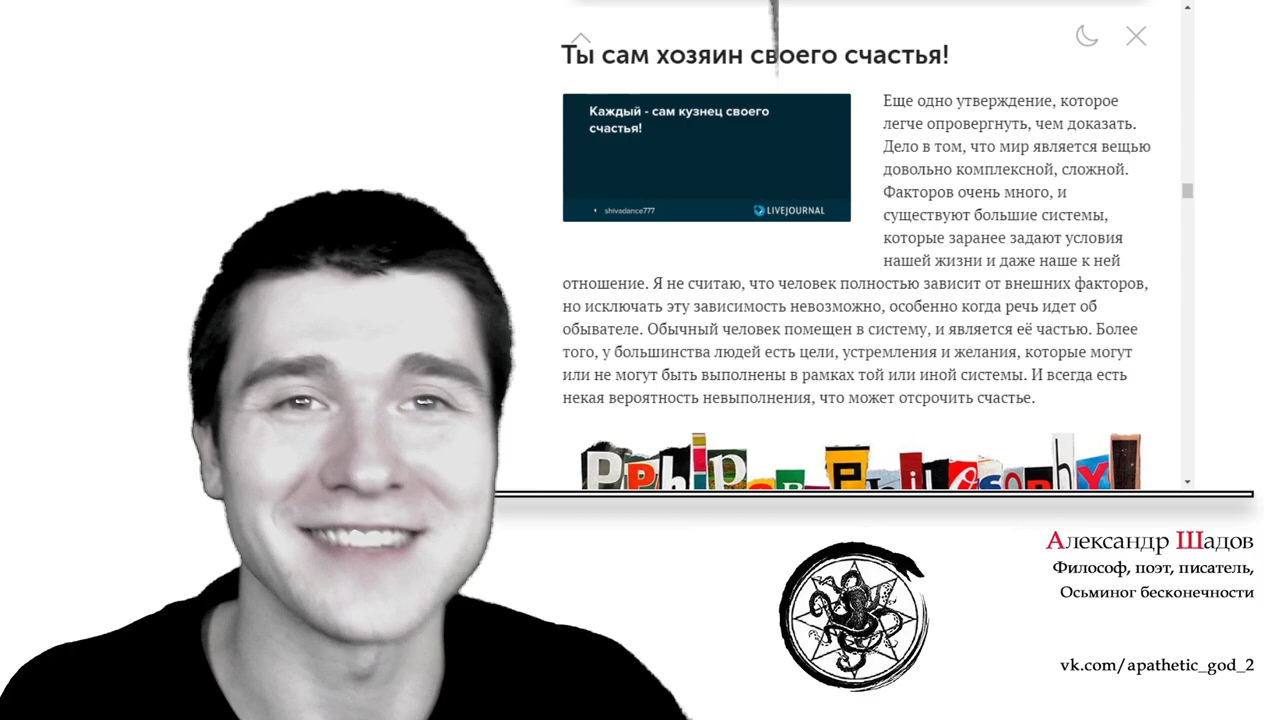 Ты сам хозяин своего счастья!
Каждый - сам кузнец своего
счастья!
shivadance777
LIVEJOURNAL
Еще одно утверждение, которое
легче опровергнуть, чем доказать.
Дело в том, что мир является вещью
довольно комплексной, сложной.
Факторов очень много, и
существуют большие системы,
которые заранее задают условия
нашей жизни и даже наше к ней
отношение. Я не считаю, что человек полностью зависит от внешних факторов,
но исключать эту зависимость невозможно, особенно когда речь идет об
обывателе. Обычный человек помещен в систему, и является её частью. Более
того, у большинства людей есть цели, устремления и желания, которые могут
или не могут быть выполнены в рамках той или иной системы. И всегда есть
некая вероятность невыполнения, что может отсрочить счастье.
Александр Шадов
Философ, поэт, писатель,
Осьминог бесконечности
vk.com/apathetic_god_2